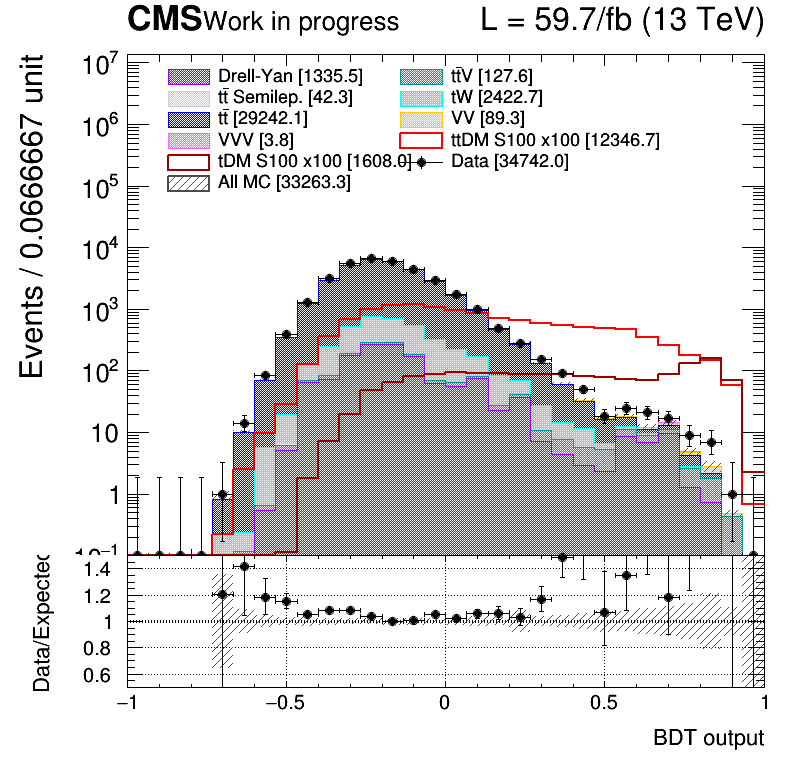 CMS Work in progress L = 59.7/fb (13 TeV)
Events / 0.0666667 unit
10⁷
10⁶
10⁵
10⁴
10³
10²
10
1
10⁻¹
Drell-Yan [1335.5] tt̄V [127.6]
tt̄ Semilep. [42.3] tW [2422.7]
tt̄ [29242.1] VV [89.3]
VVV [3.8] ttDM S100 x100 [12346.7]
tDM S100 x100 [1608.0] Data [34742.0]
All MC [33263.3]
Data/Expected
1.4
1.2
1
0.8
0.6
−1 −0.5 0 0.5 1
BDT output